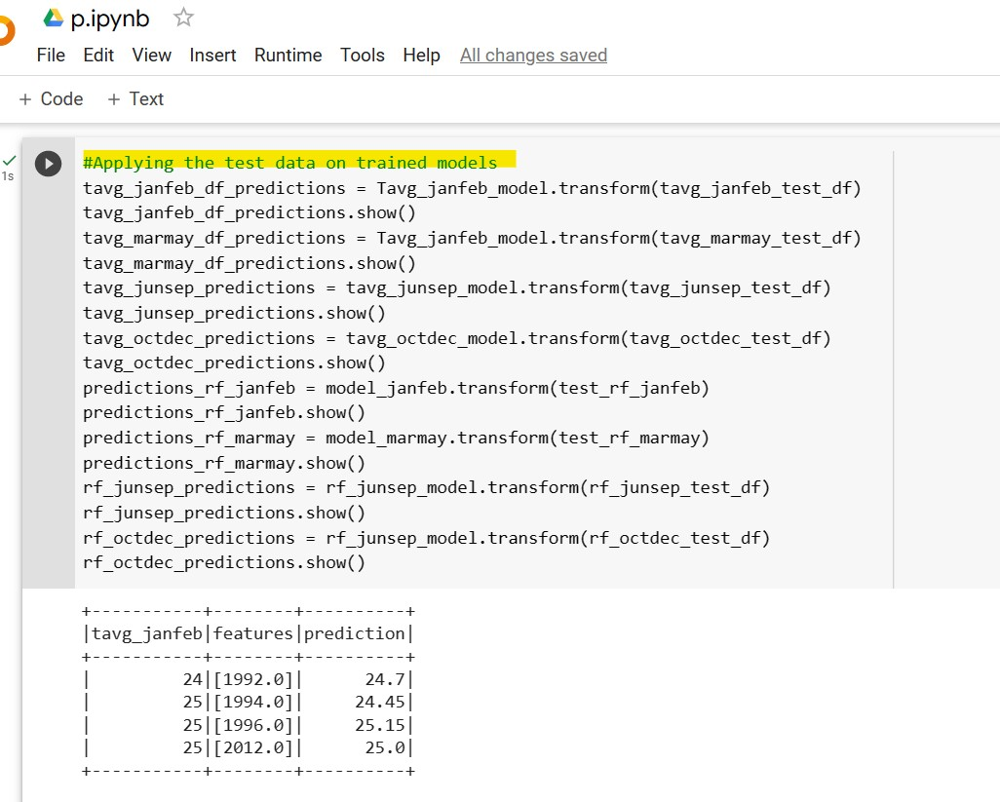 p.ipynb
File Edit View Insert Runtime Tools Help All changes saved
+ Code + Text
1s
#Applying the test data on trained models
tavg_janfeb_df_predictions = Tavg_janfeb_model.transform(tavg_janfeb_test_df)
tavg_janfeb_df_predictions.show()
tavg_marmay_df_predictions = Tavg_janfeb_model.transform(tavg_marmay_test_df)
tavg_marmay_df_predictions.show()
tavg_junsep_predictions = tavg_junsep_model.transform(tavg_junsep_test_df)
tavg_junsep_predictions.show()
tavg_octdec_predictions = tavg_octdec_model.transform(tavg_octdec_test_df)
tavg_octdec_predictions.show()
predictions_rf_janfeb = model_janfeb.transform(test_rf_janfeb)
predictions_rf_janfeb.show()
predictions_rf_marmay = model_marmay.transform(test_rf_marmay)
predictions_rf_marmay.show()
rf_junsep_predictions = rf_junsep_model.transform(rf_junsep_test_df)
rf_junsep_predictions.show()
rf_octdec_predictions = rf_junsep_model.transform(rf_octdec_test_df)
rf_octdec_predictions.show()
+-----------+--------+----------+
|tavg_janfeb|features|prediction|
+-----------+--------+----------+
|         24|[1992.0]|      24.7|
|         25|[1994.0]|     24.45|
|         25|[1996.0]|     25.15|
|         25|[2012.0]|      25.0|
+-----------+--------+----------+